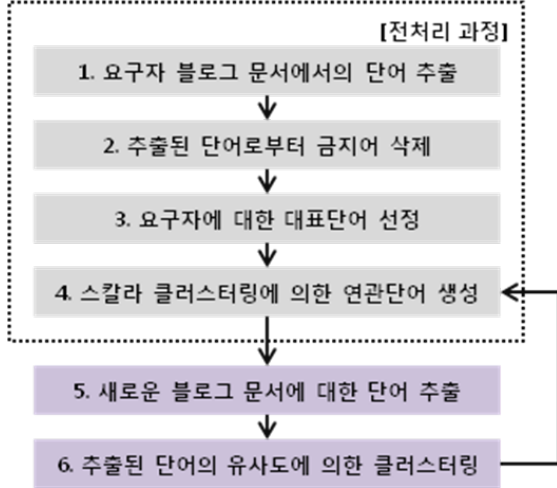 [전처리 과정]
1. 요구자 블로그 문서에서의 단어 추출
2. 추출된 단어로부터 금지어 삭제
3. 요구자에 대한 대표단어 선정
4. 스칼라 클러스터링에 의한 연관단어 생성
5. 새로운 블로그 문서에 대한 단어 추출
6. 추출된 단어의 유사도에 의한 클러스터링